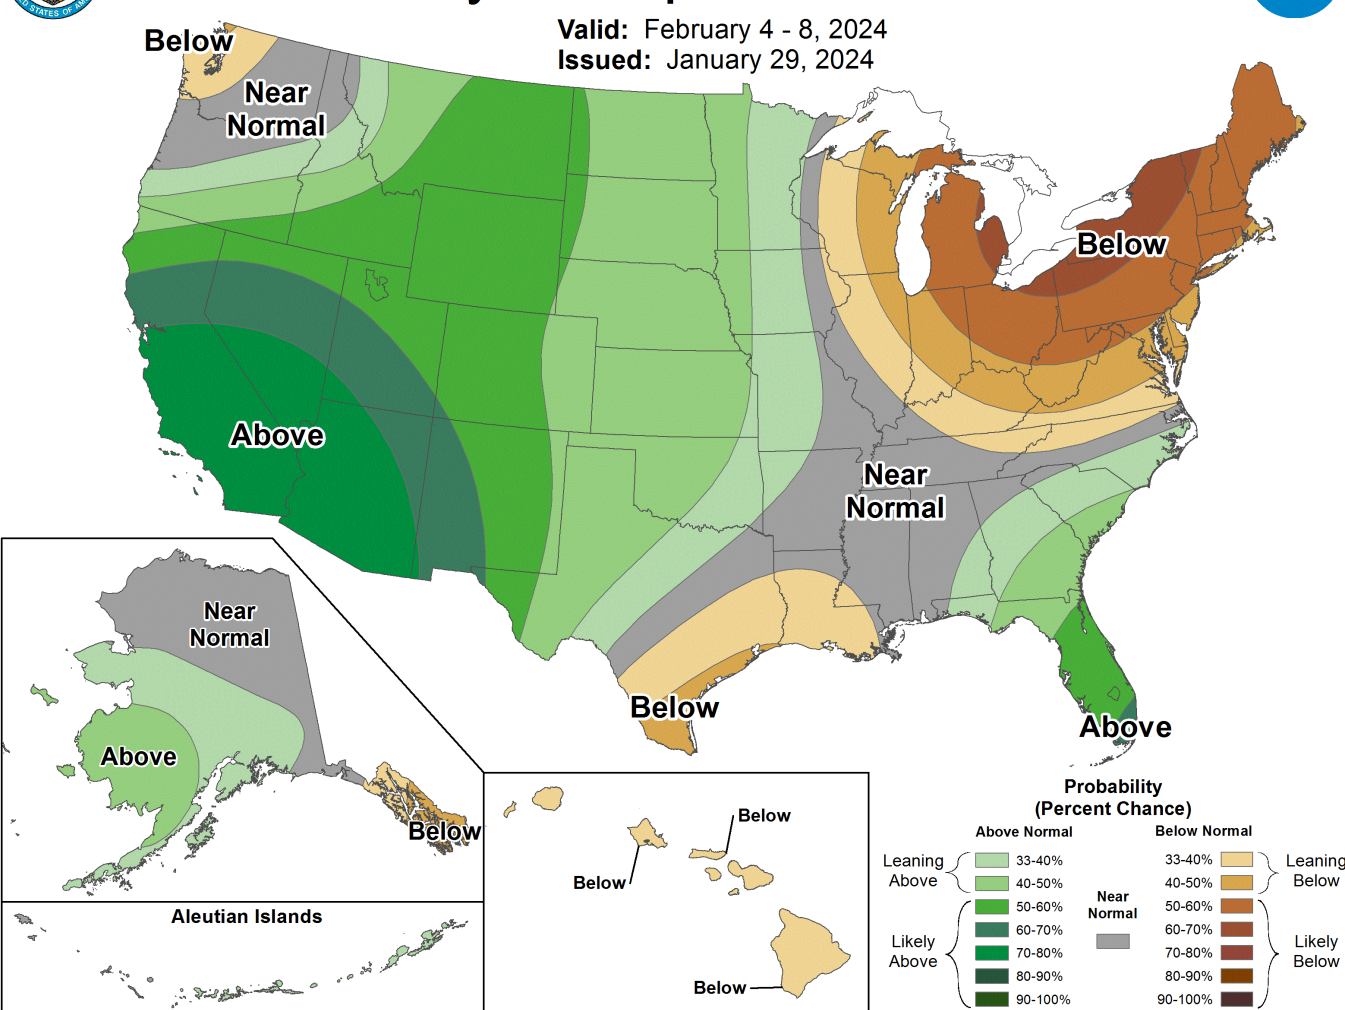 D STATES OF AM
Valid: February 4 - 8, 2024
Issued: January 29, 2024
Below
Near
Normal
Below
Above
Near
Normal
Near
Normal
Above
Below
Below
Above
Below
Below
Below
Aleutian Islands
Probability
(Percent Chance)
Above Normal
Below Normal
Leaning
Above
33-40%
40-50%
Likely
Above
50-60%
60-70%
70-80%
80-90%
90-100%
Near
Normal
33-40%
40-50%
Leaning
Below
50-60%
60-70%
70-80%
80-90%
90-100%
Likely
Below